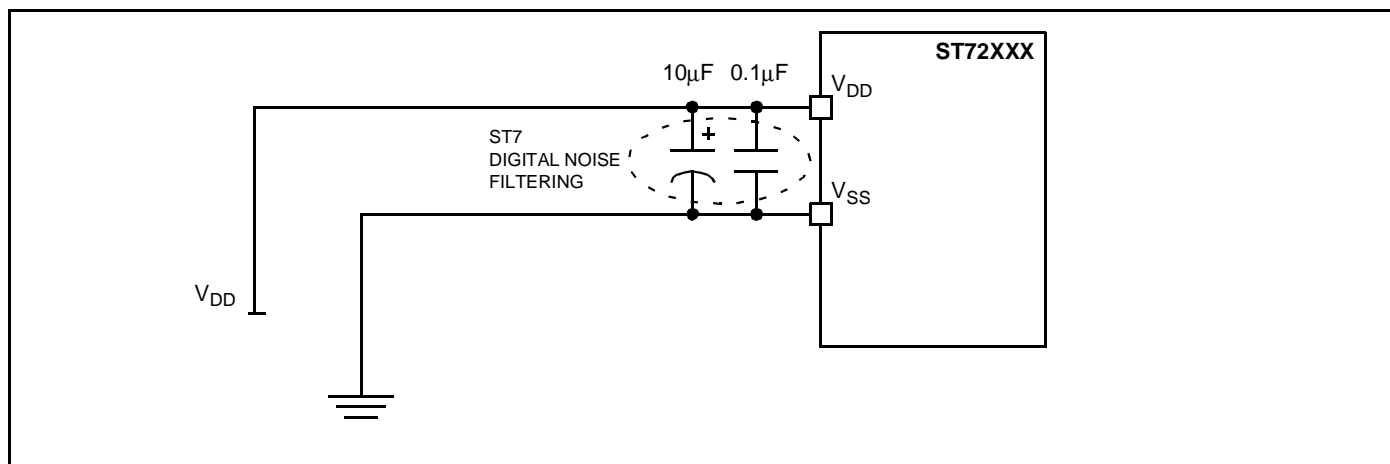 ST72XXX
10μF 0.1μF
VDD
+
ST7
DIGITAL NOISE
FILTERING
VSS
VDD